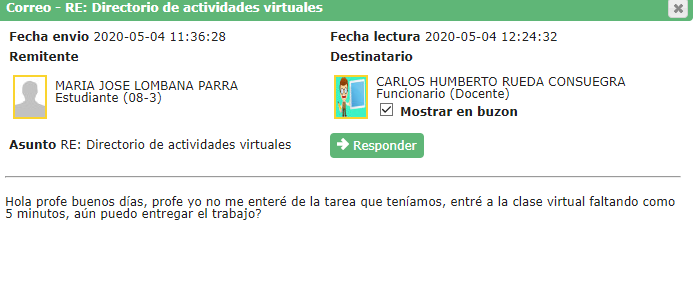 Correo - RE: Directorio de actividades virtuales
Fecha envio 2020-05-04 11:36:28
Fecha lectura 2020-05-04 12:24:32
Remitente
Destinatario
MARIA JOSE LOMBANA PARRA
Estudiante (08-3)
CARLOS HUMBERTO RUEDA CONSUEGRA
Funcionario (Docente)
Mostrar en buzon
Asunto RE: Directorio de actividades virtuales
Responder
Hola profe buenos días, profe yo no me enteré de la tarea que teníamos, entré a la clase virtual faltando como
5 minutos, aún puedo entregar el trabajo?